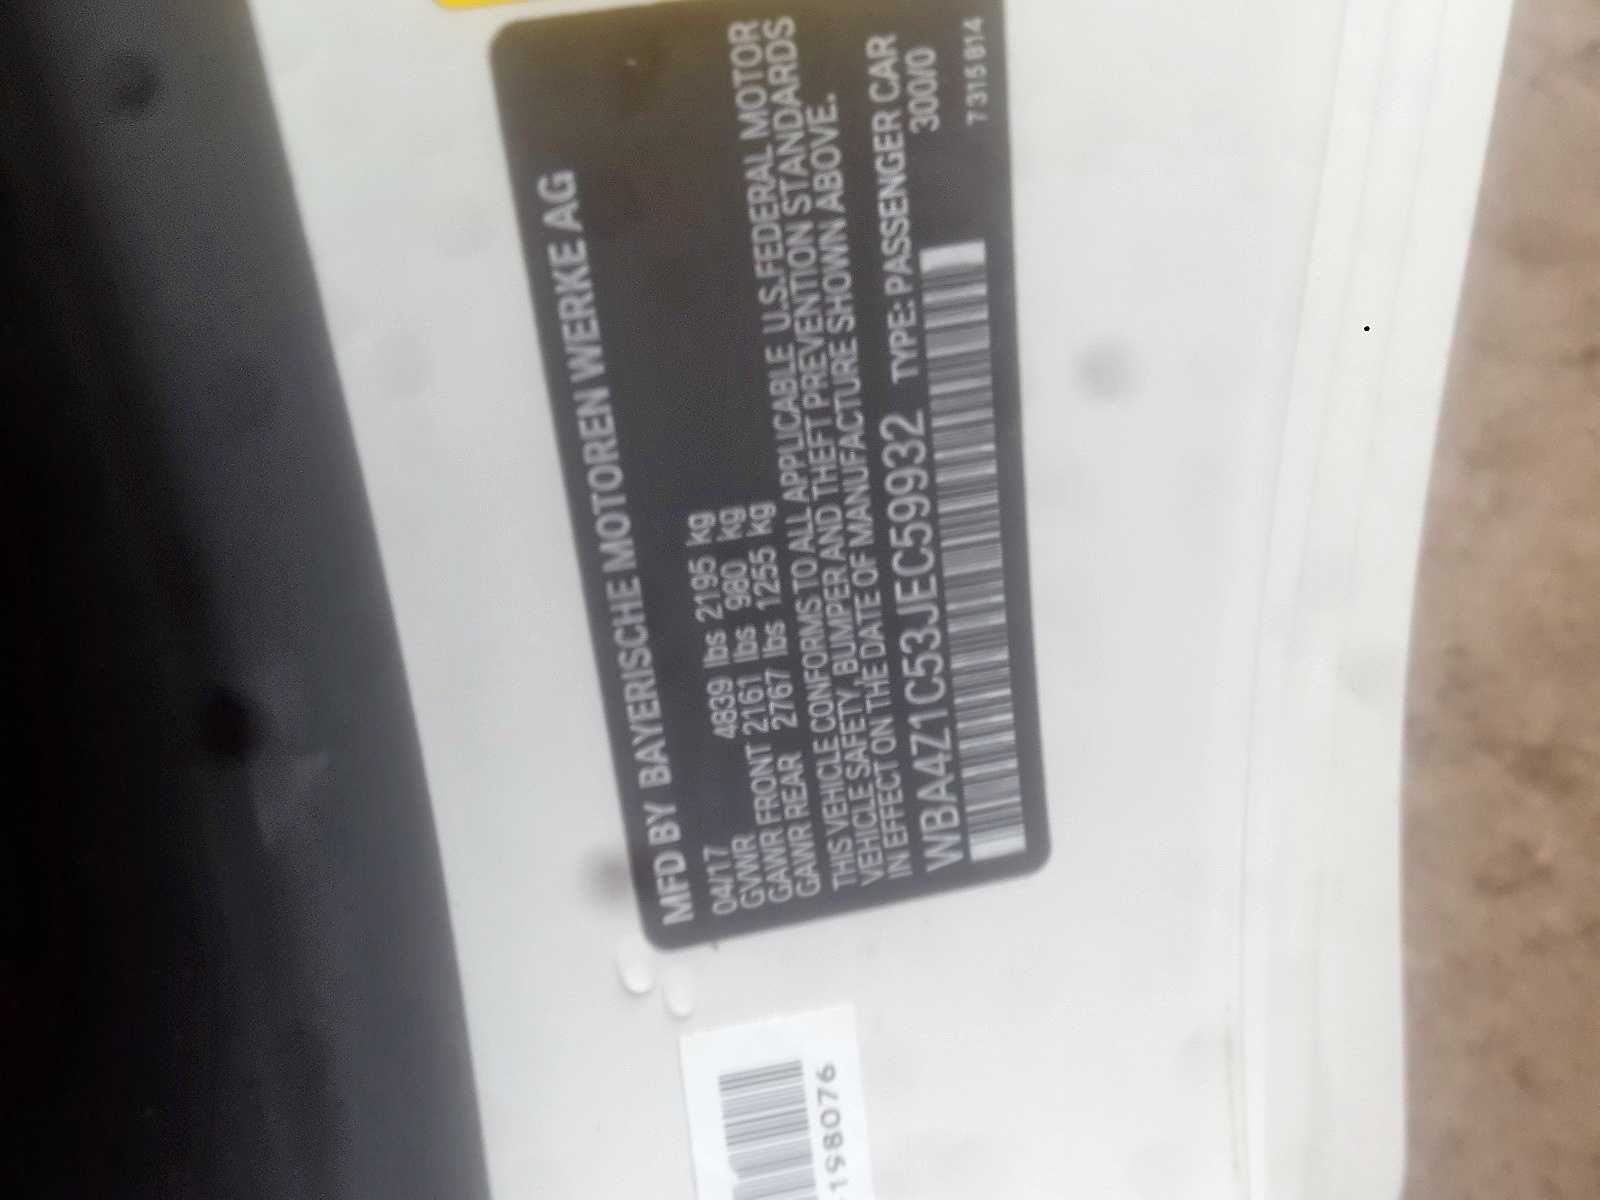 MFD BY BAYERISCHE MOTOREN WERKE AG
04/17
GVWR 4839 lbs 2195 kg
GAWR FRONT 2161 lbs 980 kg
GAWR REAR 2767 lbs 1255 kg
THIS VEHICLE CONFORMS TO ALL APPLICABLE U.S.FEDERAL MOTOR
VEHICLE SAFETY, BUMPER AND THEFT PREVENTION STANDARDS
IN EFFECT ON THE DATE OF MANUFACTURE SHOWN ABOVE.
WBA4Z1C53JEC59932 TYPE: PASSENGER CAR
300/0
7315 814
198076